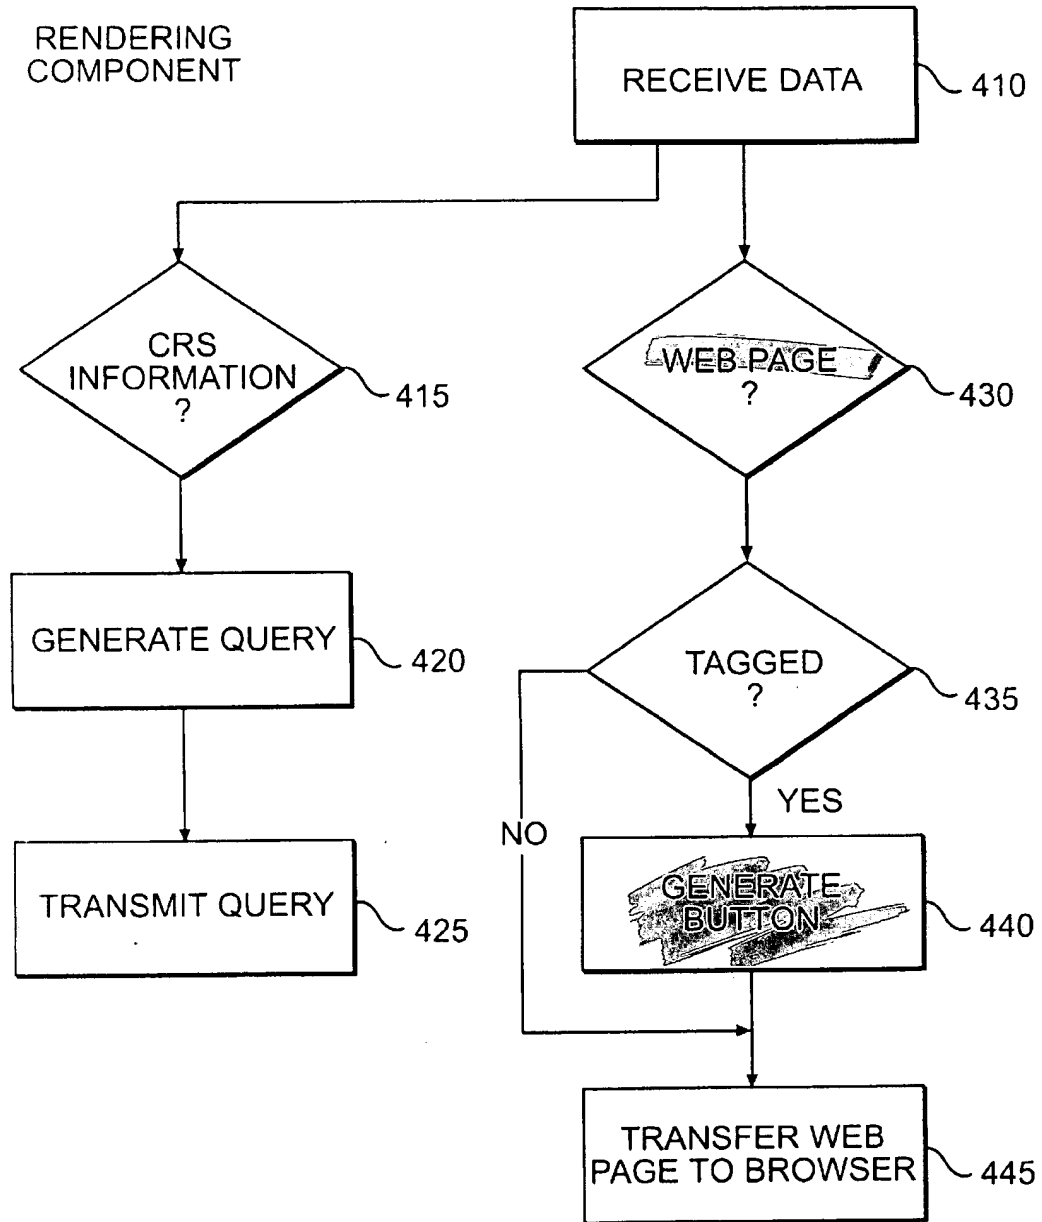 RENDERING
COMPONENT
RECEIVE DATA
410
CRS
INFORMATION
?
415
WEB PAGE
?
430
GENERATE QUERY
420
TAGGED
?
435
YES
NO
TRANSMIT QUERY
425
GENERATE
BUTTON
440
TRANSFER WEB
PAGE TO BROWSER
445